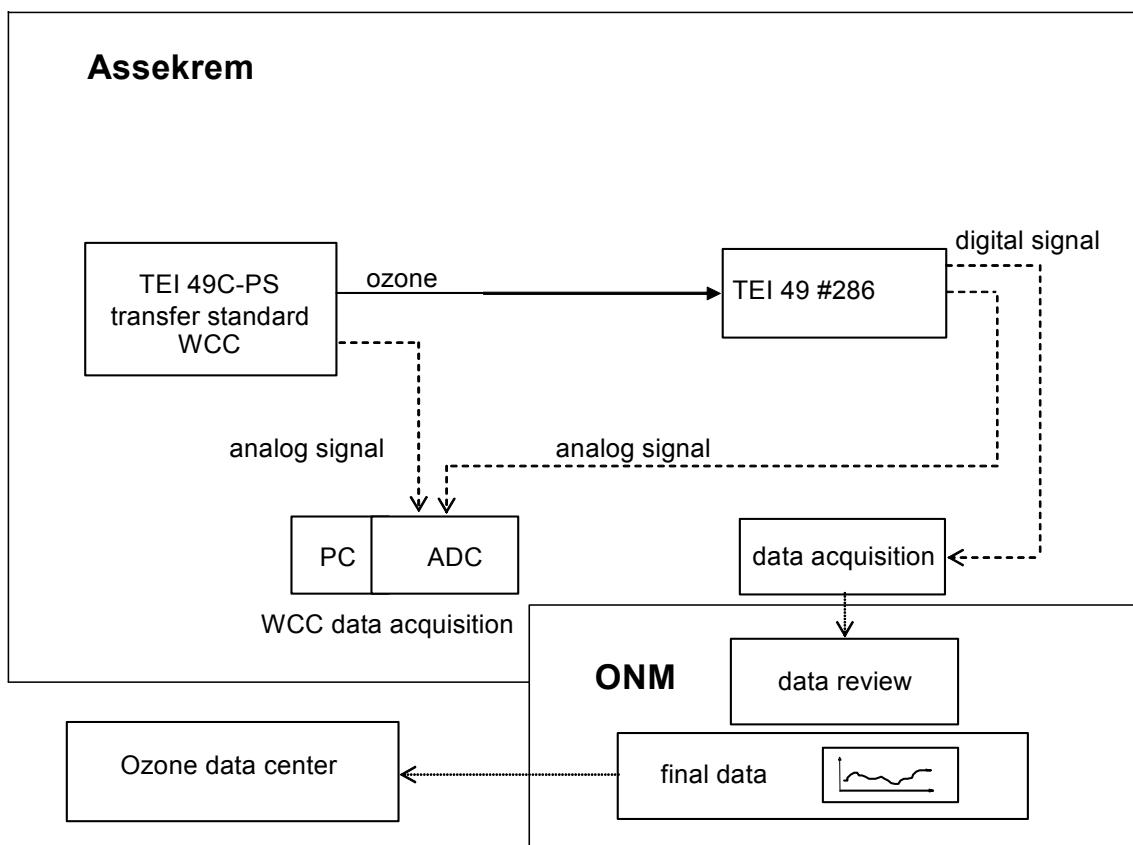 Assekrem
digital signal
TEI 49C-PS
transfer standard
WCC
ozone
TEI 49 #286
analog signal
analog signal
PC
ADC
data acquisition
WCC data acquisition
ONM
data review
Ozone data center
final data